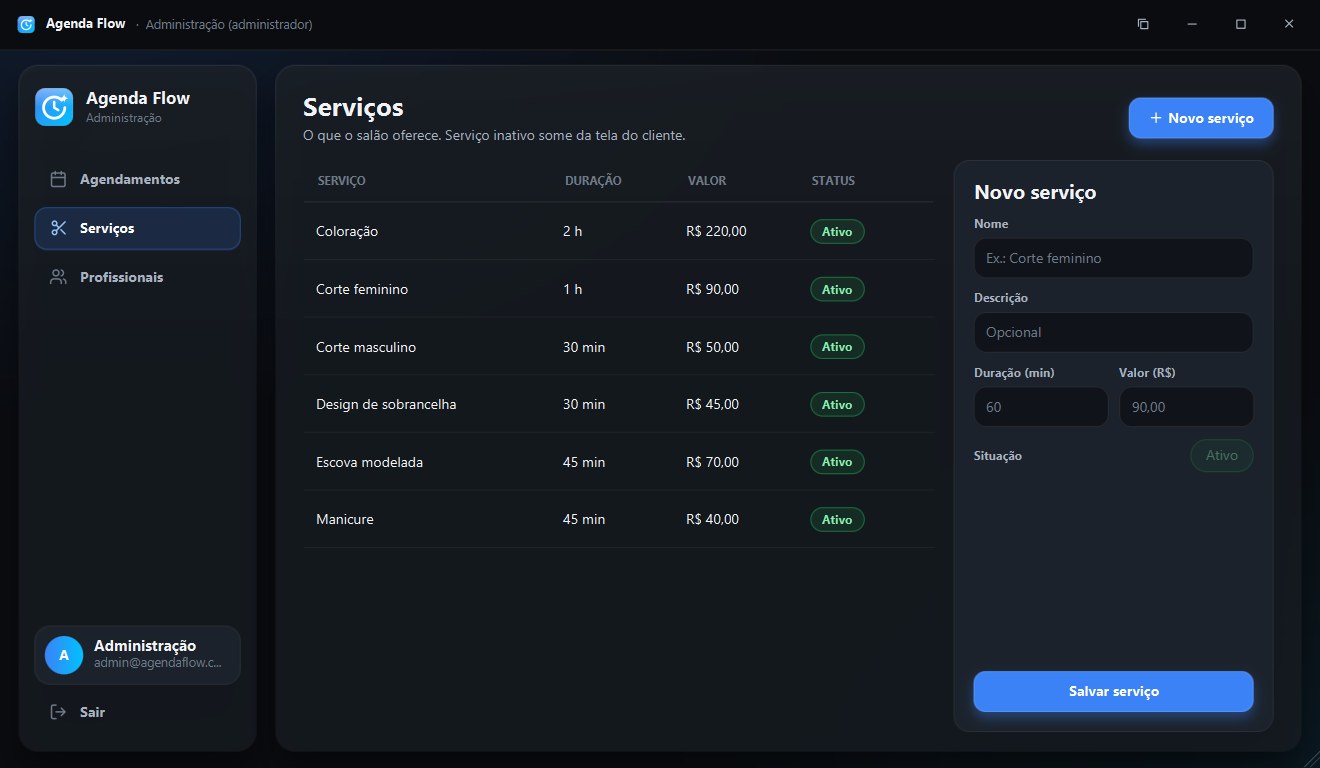 Agenda Flow · Administração (administrador)
Agenda Flow
Administração
Agendamentos
Serviços
Profissionais
A
Administração
admin@agendaflow.c...
Sair
Serviços
O que o salão oferece. Serviço inativo some da tela do cliente.
+ Novo serviço
SERVIÇO DURAÇÃO VALOR STATUS
Coloração 2 h R$ 220,00 Ativo
Corte feminino 1 h R$ 90,00 Ativo
Corte masculino 30 min R$ 50,00 Ativo
Design de sobrancelha 30 min R$ 45,00 Ativo
Escova modelada 45 min R$ 70,00 Ativo
Manicure 45 min R$ 40,00 Ativo
Novo serviço
Nome
Ex.: Corte feminino
Descrição
Opcional
Duração (min) Valor (R$)
60 90,00
Situação Ativo
Salvar serviço